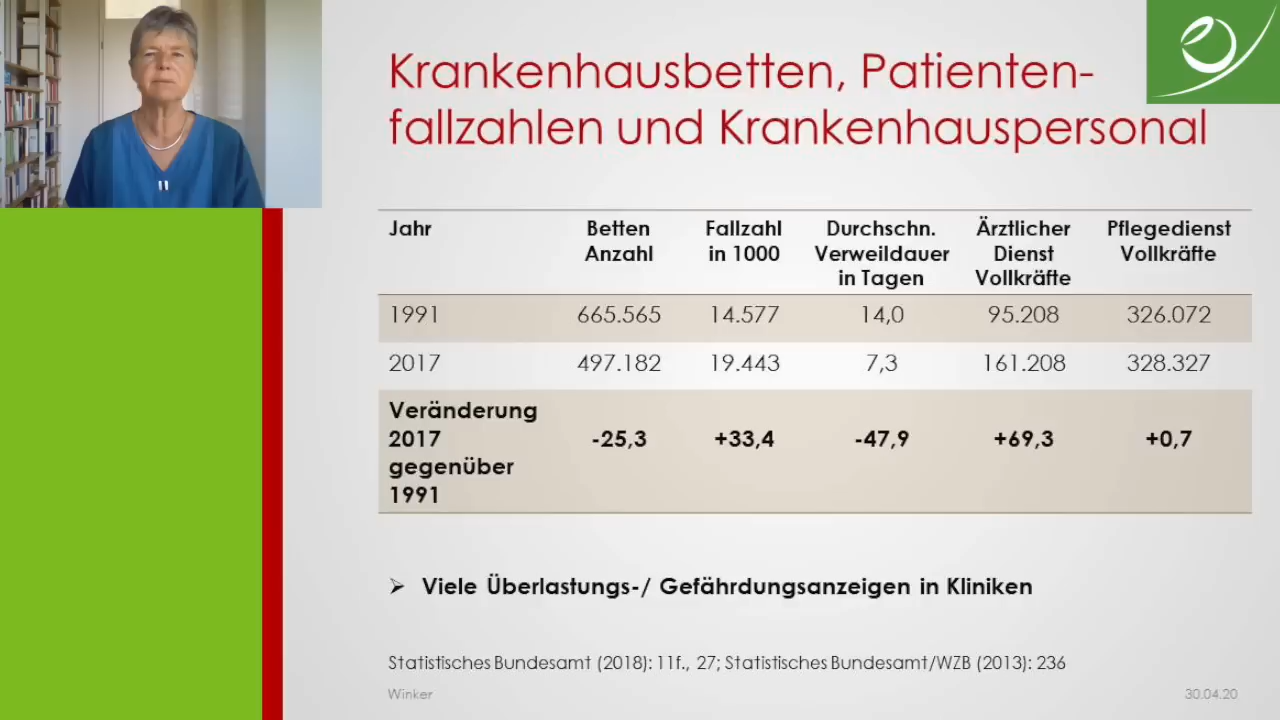 Krankenhausbetten, Patienten-
fallzahlen und Krankenhauspersonal
Jahr
Betten
Anzahl
Fallzahl
in 1000
Durchschn.
Verweildauer
in Tagen
Ärztlicher
Dienst
Vollkräfte
Pflegedienst
Vollkräfte
1991 665.565 14.577 14,0 95.208 326.072
2017 497.182 19.443 7,3 161.208 328.327
Veränderung
2017
gegenüber
1991
-25,3 +33,4 -47,9 +69,3 +0,7
➢ Viele Überlastungs-/ Gefährdungsanzeigen in Kliniken
Statistisches Bundesamt (2018): 11f., 27; Statistisches Bundesamt/WZB (2013): 236
Winker 30.04.20